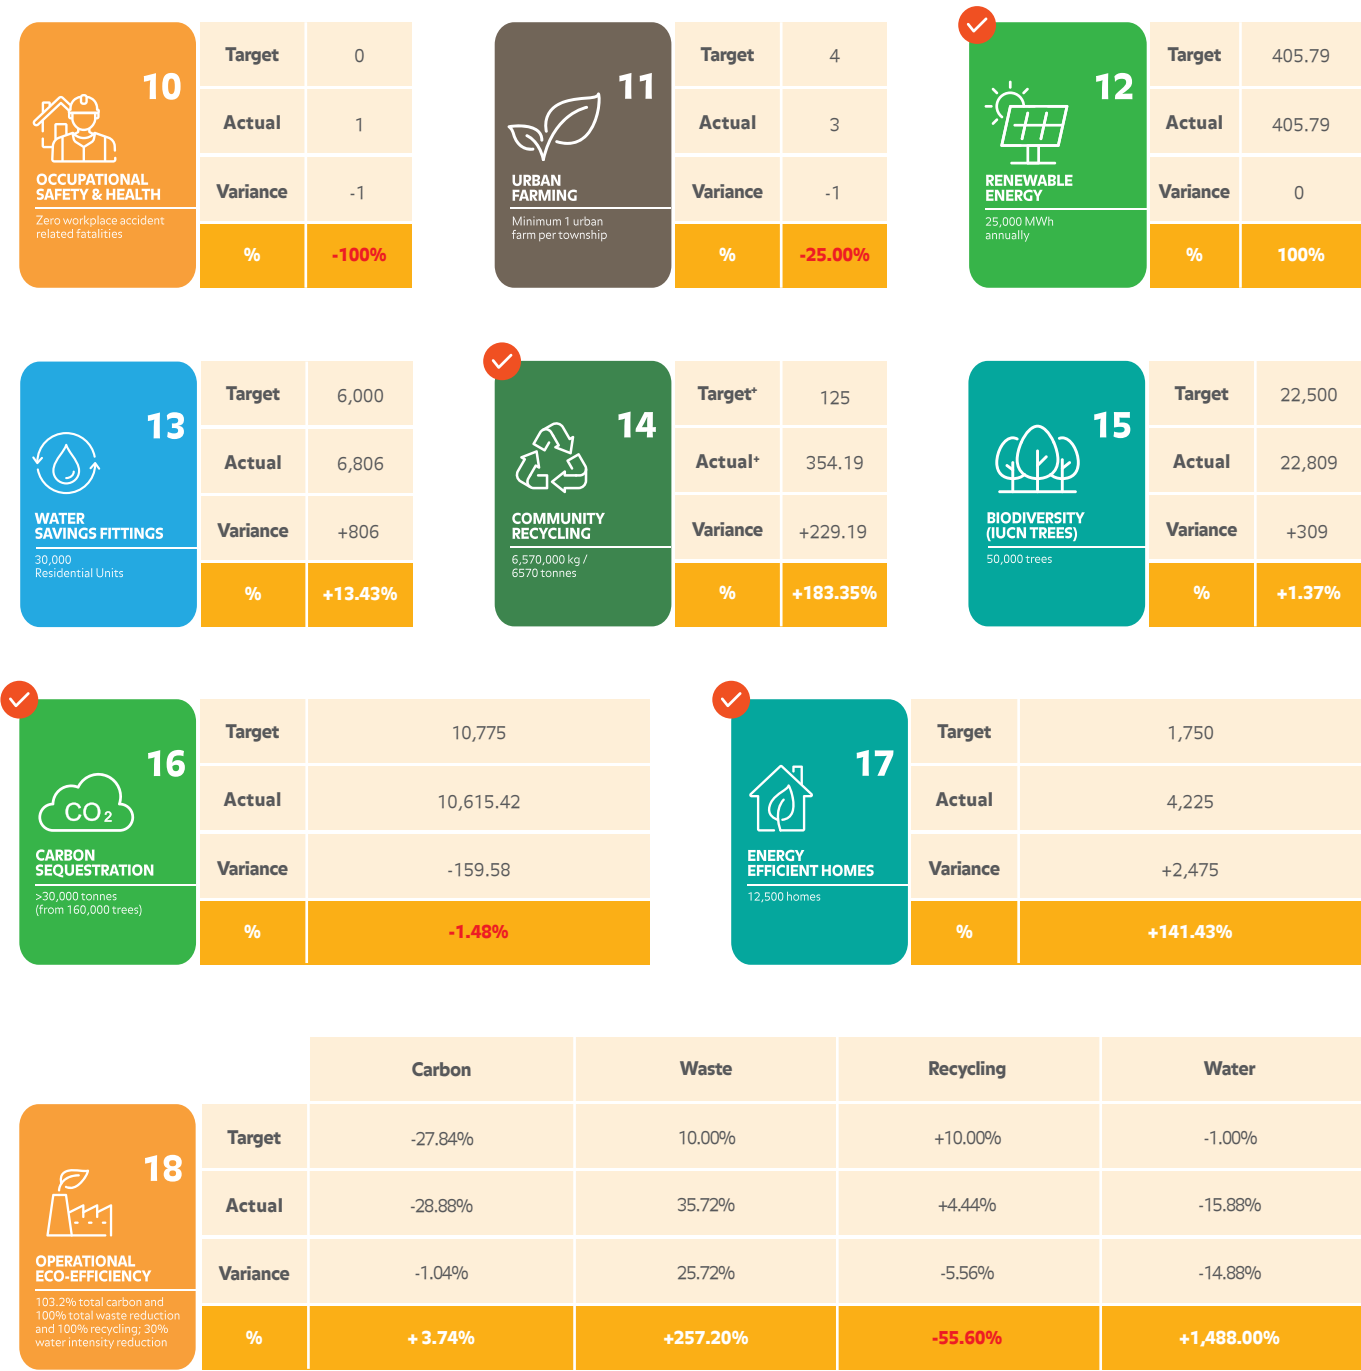 10
OCCUPATIONAL
SAFETY & HEALTH
Zero workplace accident
related fatalities
Target 0
Actual 1
Variance -1
% -100%
11
URBAN
FARMING
Minimum 1 urban
farm per township
Target 4
Actual 3
Variance -1
% -25.00%
12
RENEWABLE
ENERGY
25,000 MWh
annually
Target 405.79
Actual 405.79
Variance 0
% 100%
13
WATER
SAVINGS FITTINGS
30,000
Residential Units
Target 6,000
Actual 6,806
Variance +806
% +13.43%
14
COMMUNITY
RECYCLING
6,570,000 kg /
6570 tonnes
Target+ 125
Actual+ 354.19
Variance +229.19
% +183.35%
15
BIODIVERSITY
(IUCN TREES)
50,000 trees
Target 22,500
Actual 22,809
Variance +309
% +1.37%
16
CO2
CARBON
SEQUESTRATION
>30,000 tonnes
(from 160,000 trees)
Target 10,775
Actual 10,615.42
Variance -159.58
% -1.48%
17
ENERGY
EFFICIENT HOMES
12,500 homes
Target 1,750
Actual 4,225
Variance +2,475
% +141.43%
18
OPERATIONAL
ECO-EFFICIENCY
103.2% total carbon and
100% total waste reduction
and 100% recycling; 30%
water intensity reduction
Carbon Waste Recycling Water
Target -27.84% 10.00% +10.00% -1.00%
Actual -28.88% 35.72% +4.44% -15.88%
Variance -1.04% 25.72% -5.56% -14.88%
% + 3.74% +257.20% -55.60% +1,488.00%